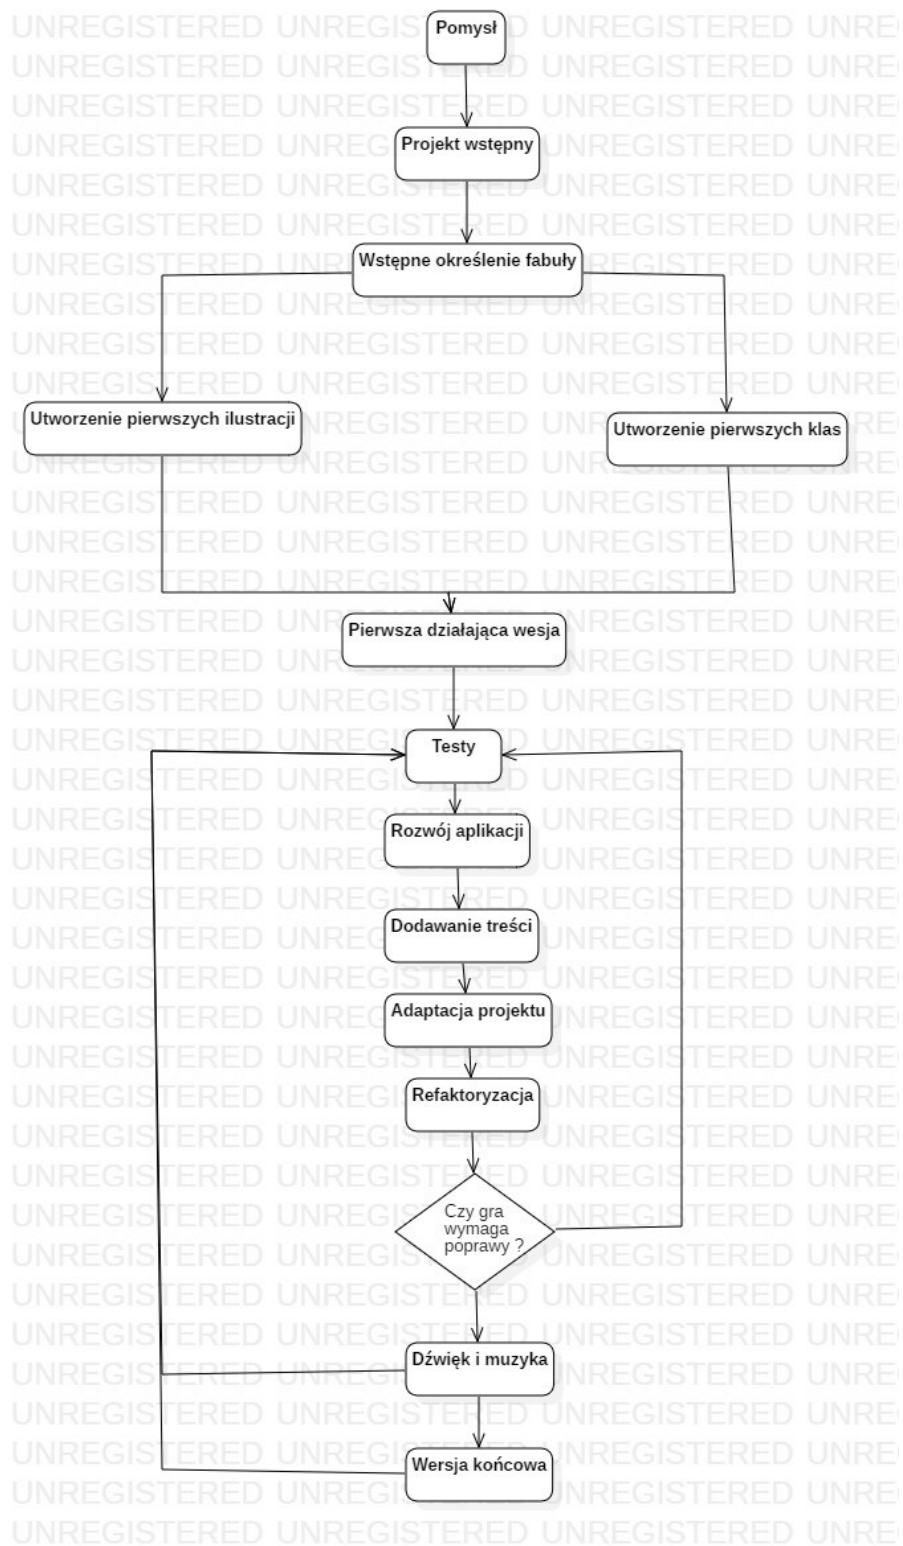 Pomysł
Projekt wstępny
Wstępne określenie fabuły
Utworzenie pierwszych ilustracji
Utworzenie pierwszych klas
Pierwsza działająca wesja
Testy
Rozwój aplikacji
Dodawanie treści
Adaptacja projektu
Refaktoryzacja
Czy gra
wymaga
poprawy ?
Dźwięk i muzyka
Wersja końcowa
UNREGISTERED